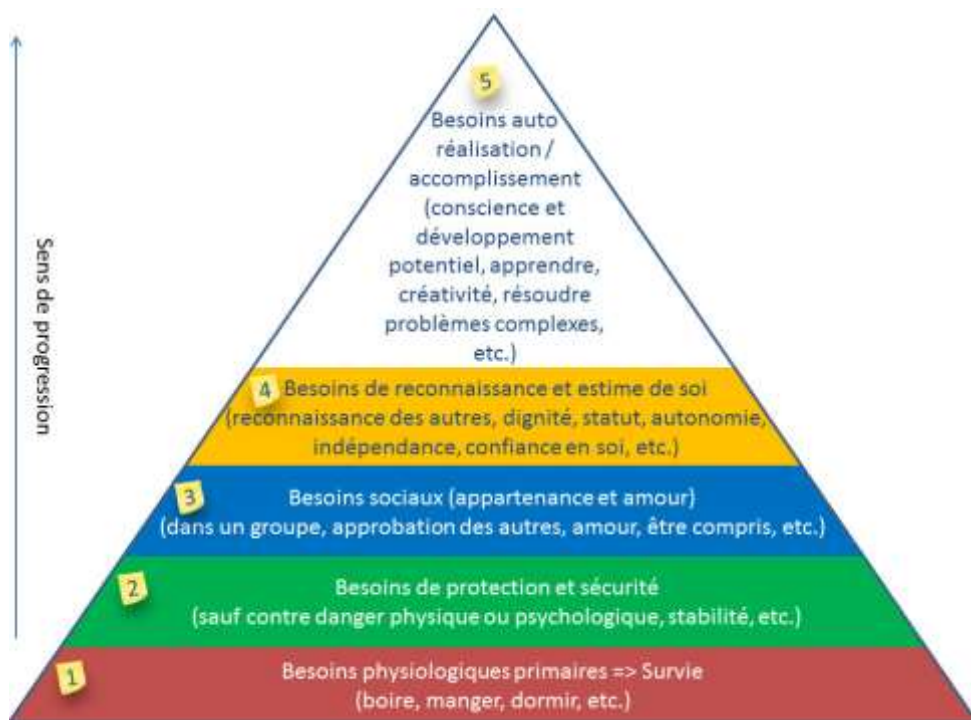 5
Besoins auto
réalisation /
accomplissement
(conscience et
développement
potentiel, apprendre,
créativité, résoudre
problèmes complexes,
etc.)
4
Besoins de reconnaissance et estime de soi
(reconnaissance des autres, dignité, statut, autonomie,
indépendance, confiance en soi, etc.)
3
Besoins sociaux (appartenance et amour)
(dans un groupe, approbation des autres, amour, être compris, etc.)
2
Besoins de protection et sécurité
(sauf contre danger physique ou psychologique, stabilité, etc.)
1
Besoins physiologiques primaires => Survie
(boire, manger, dormir, etc.)
Sens de progression